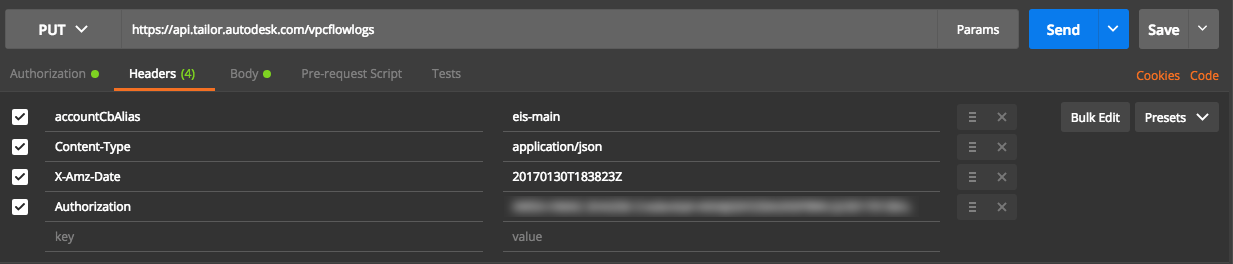 PUT https://api.tailor.autodesk.com/vpcflowlogs Params Send Save
Authorization Headers (4) Body Pre-request Script Tests Cookies Code
accountCbAlias eis-main Bulk Edit Presets
Content-Type application/json
X-Amz-Date 20170130T183823Z
Authorization
key value